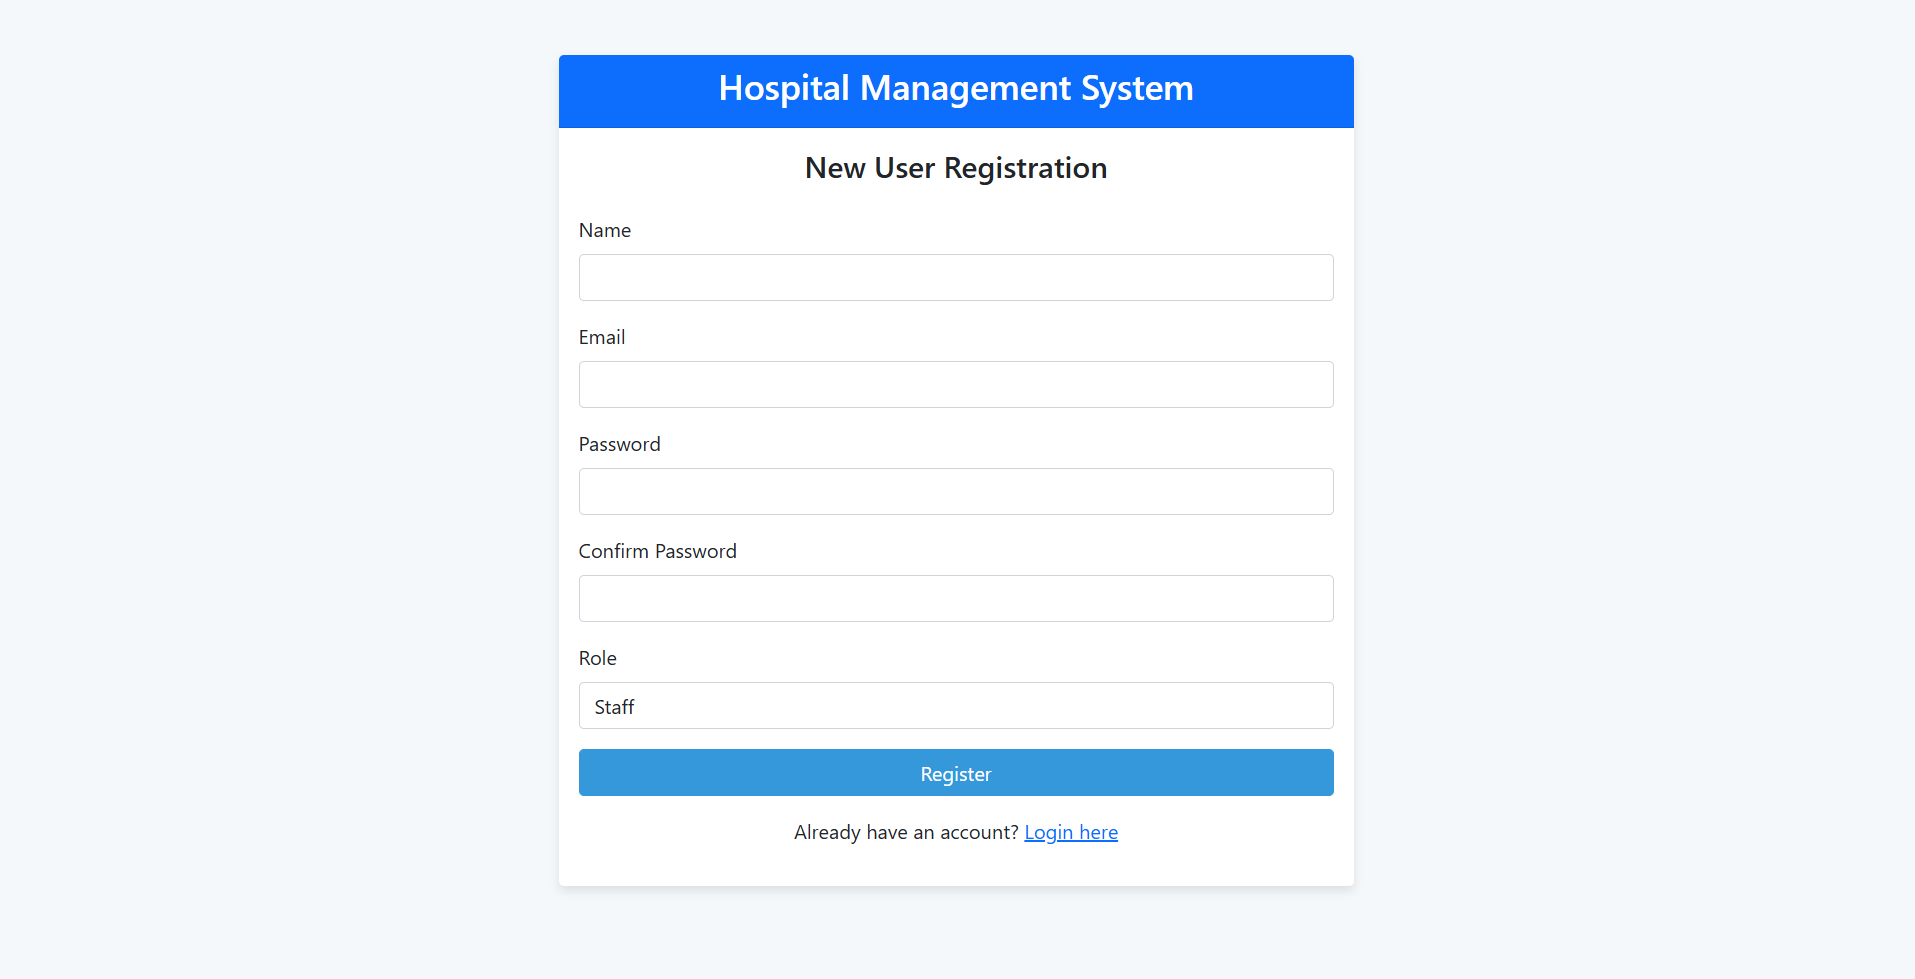 Hospital Management System
New User Registration
Name
Email
Password
Confirm Password
Role
Staff
Register
Already have an account? Login here